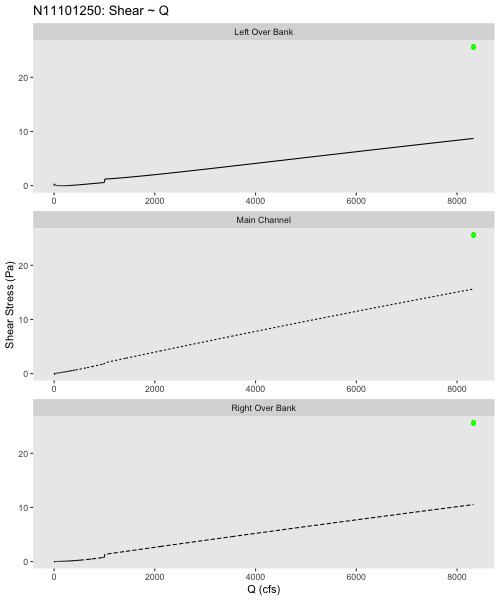 N11101250: Shear ~ Q
Left Over Bank
20
10
0
0 2000 4000 6000 8000
Main Channel
20
10
0
0 2000 4000 6000 8000
Shear Stress (Pa)
Right Over Bank
20
10
0
0 2000 4000 6000 8000
Q (cfs)